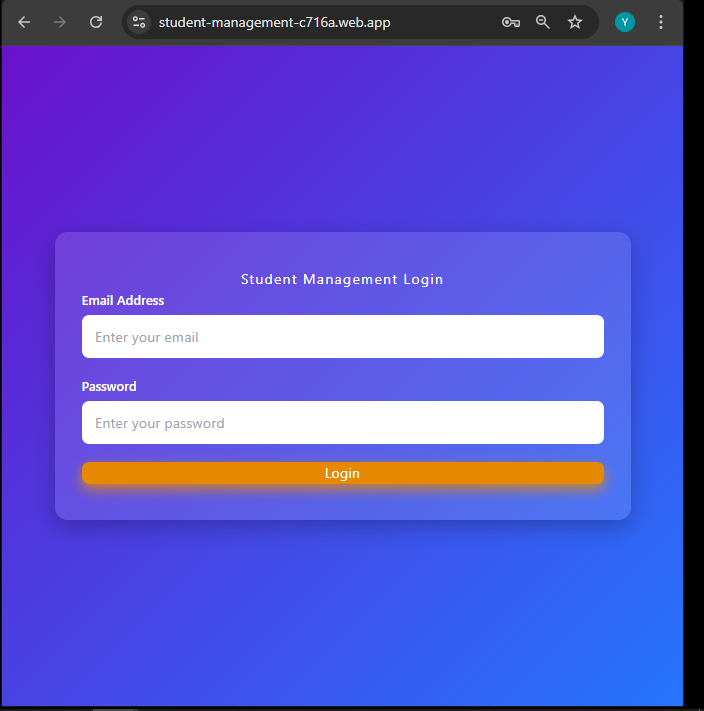 student-management-c716a.web.app
Y
Student Management Login
Email Address
Enter your email
Password
Enter your password
Login